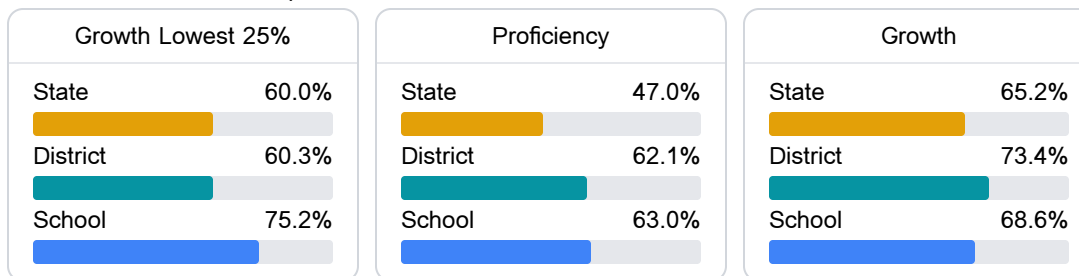 Growth Lowest 25%
State 60.0%
District 60.3%
School 75.2%
Proficiency
State 47.0%
District 62.1%
School 63.0%
Growth
State 65.2%
District 73.4%
School 68.6%